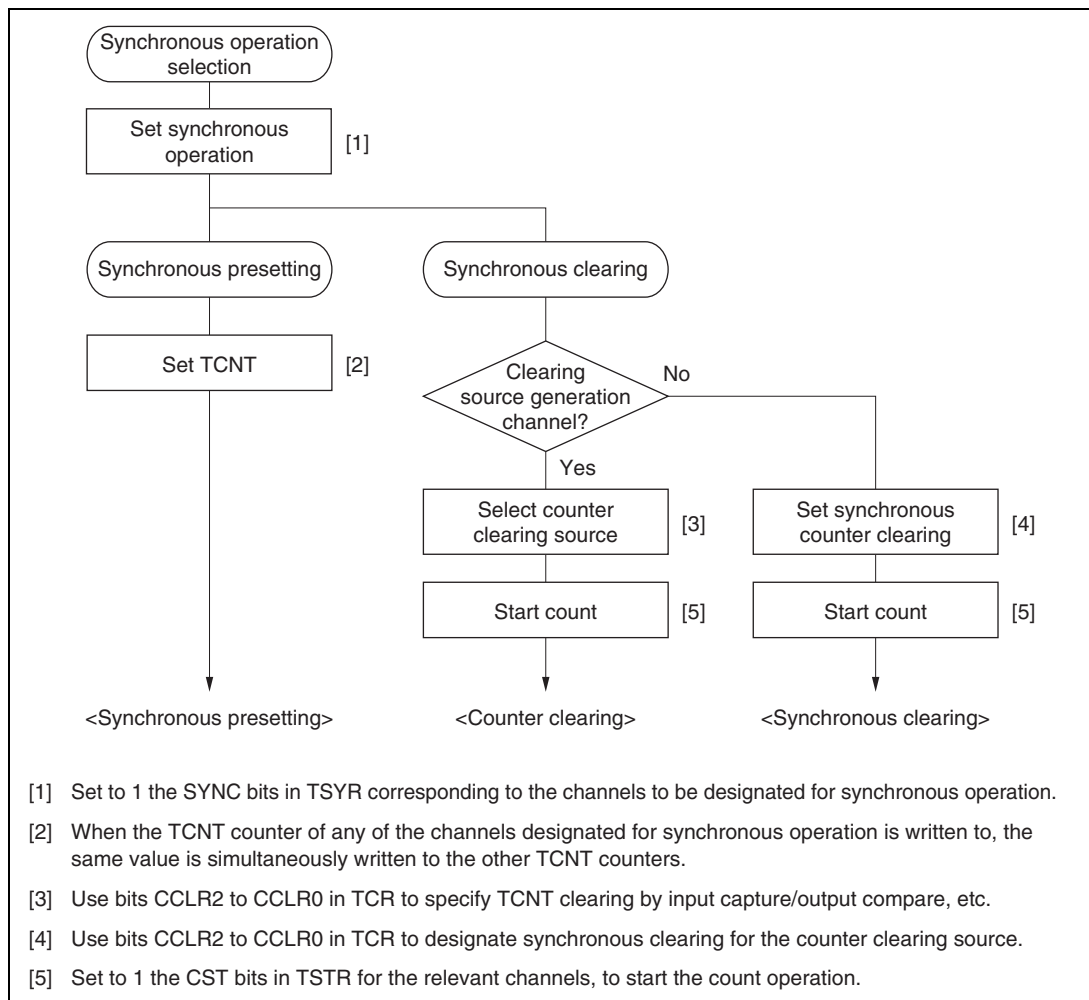 Synchronous operation
selection
Set synchronous
operation
[1]
Synchronous presetting
Synchronous clearing
Set TCNT
[2]
Clearing
source generation
channel?
No
Yes
Select counter
clearing source
[3]
Set synchronous
counter clearing
[4]
Start count
[5]
Start count
[5]
<Synchronous presetting>
<Counter clearing>
<Synchronous clearing>
[1] Set to 1 the SYNC bits in TSYR corresponding to the channels to be designated for synchronous operation.
[2] When the TCNT counter of any of the channels designated for synchronous operation is written to, the
same value is simultaneously written to the other TCNT counters.
[3] Use bits CCLR2 to CCLR0 in TCR to specify TCNT clearing by input capture/output compare, etc.
[4] Use bits CCLR2 to CCLR0 in TCR to designate synchronous clearing for the counter clearing source.
[5] Set to 1 the CST bits in TSTR for the relevant channels, to start the count operation.